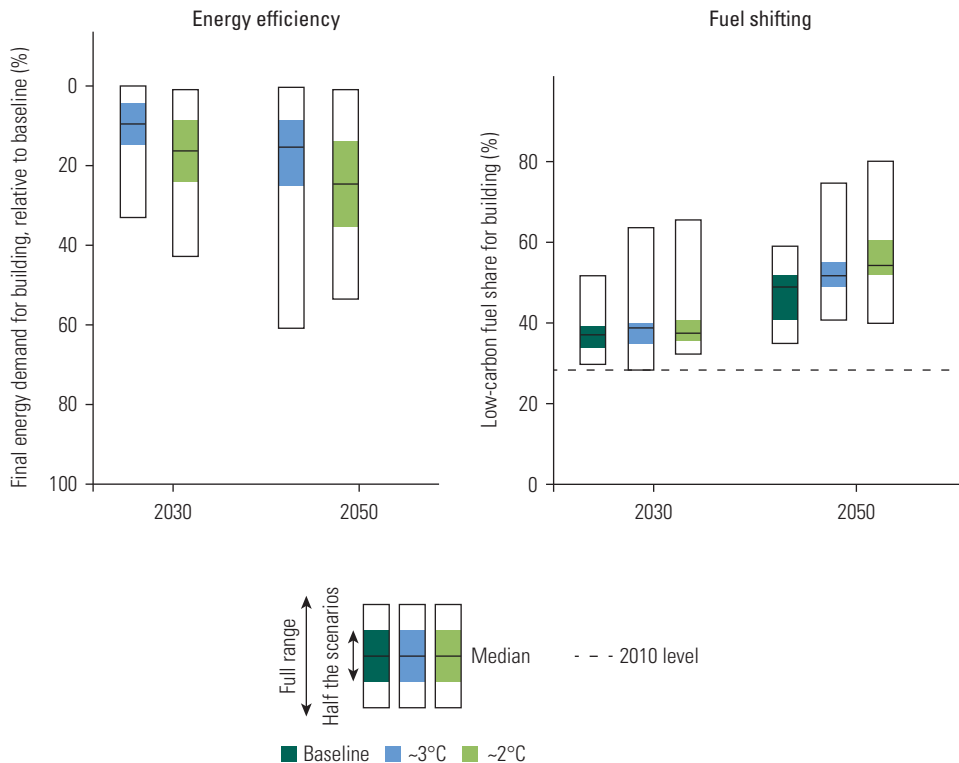 Energy efficiency
Final energy demand for building, relative to baseline (%)
0
20
40
60
80
100
2030
2050
Fuel shifting
Low-carbon fuel share for building (%)
80
60
40
20
0
2030
2050
Full range
Half the scenarios
Median
- - - 2010 level
Baseline
~3°C
~2°C